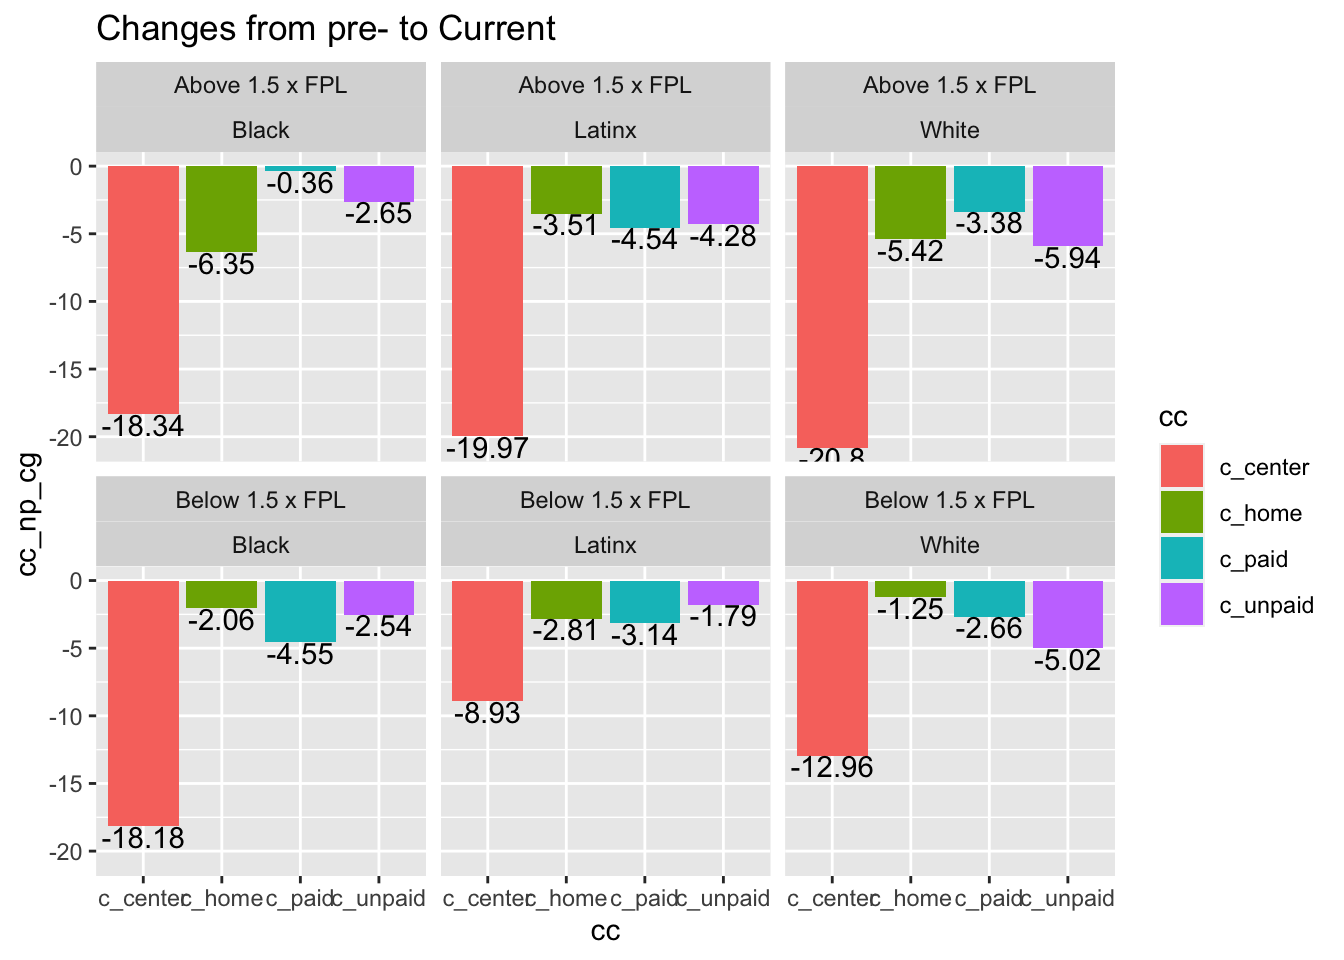 Changes from pre- to Current
Above 1.5 x FPL
Above 1.5 x FPL
Above 1.5 x FPL
Black
Latinx
White
0
-5
-10
-15
-20
-18.34
-6.35
-0.36
-2.65
-19.97
-3.51
-4.54
-4.28
-20.8
-5.42
-3.38
-5.94
Below 1.5 x FPL
Below 1.5 x FPL
Below 1.5 x FPL
Black
Latinx
White
0
-5
-10
-15
-20
-18.18
-2.06
-4.55
-2.54
-8.93
-2.81
-3.14
-1.79
-12.96
-1.25
-2.66
-5.02
c_center c_home c_paid c_unpaid
c_center c_home c_paid c_unpaid
c_center c_home c_paid c_unpaid
cc
cc_np_cg
cc
c_center
c_home
c_paid
c_unpaid